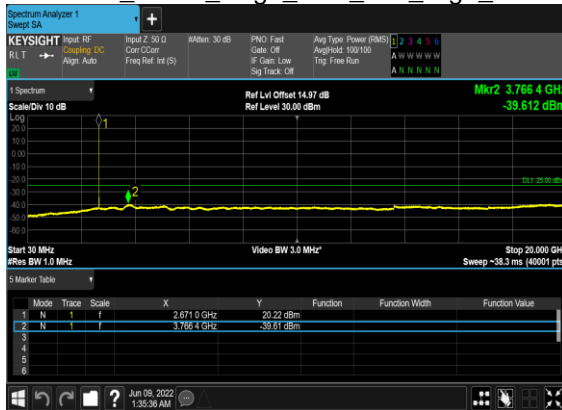 Spectrum Analyzer 1
Swept SA
+
KEYSIGHT Input: RF Input Z: 50 Ω #Atten: 30 dB PNO: Fast Avg Type: Power (RMS) 1 2 3 4 5 6
RLT Coupling: DC Corr CCorr Gate: Off Avg|Hold: 100/100 A W W W W W
Align: Auto Freq Ref: Int (S) IF Gain: Low Trig: Free Run
Sig Track: Off A N N N N N
1 Spectrum Ref Lvl Offset 14.97 dB Mkr2 3.766 4 GHz
Scale/Div 10 dB Ref Level 30.00 dBm -39.612 dBm
Log
20.0
10.0
0.00
-10.0
-20.0
-30.0
-40.0
-50.0
-60.0
1
2
DL1 -25.00 dBm
Start 30 MHz Video BW 3.0 MHz* Stop 20.000 GH
#Res BW 1.0 MHz Sweep ~38.3 ms (40001 pts
5 Marker Table
Mode Trace Scale X Y Function Function Width Function Value
1 N 1 f 2.671 0 GHz 20.22 dBm
2 N 1 f 3.766 4 GHz -39.61 dBm
3
4
5
6
? Jun 09, 2022
1:35:36 AM